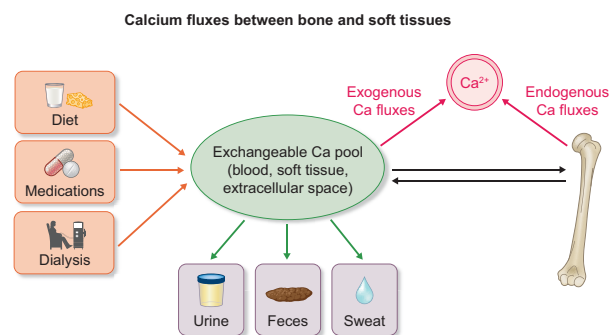 Calcium fluxes between bone and soft tissues
Ca²⁺
Exogenous
Ca fluxes
Endogenous
Ca fluxes
Diet
Medications
Dialysis
Exchangeable Ca pool
(blood, soft tissue,
extracellular space)
Urine
Feces
Sweat